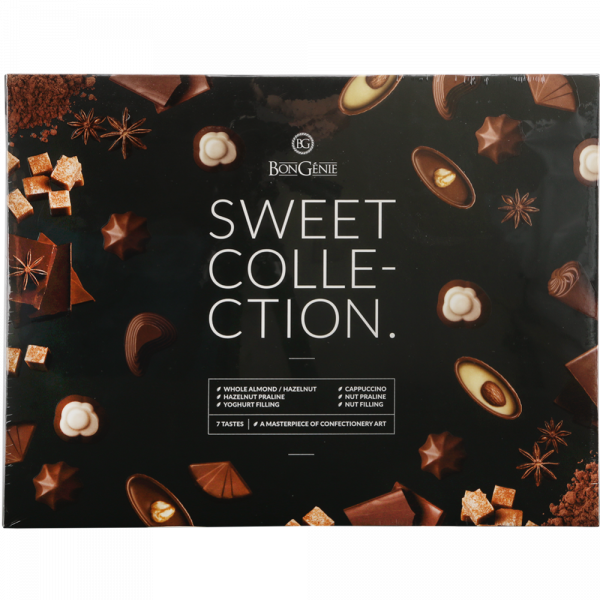 BG
BONGÉNIE
SWEET
COLLE-
CTION.
WHOLE ALMOND / HAZELNUT
HAZELNUT PRALINE
YOGHURT FILLING
CAPPUCCINO
NUT PRALINE
NUT FILLING
7 TASTES | A MASTERPIECE OF CONFECTIONERY ART